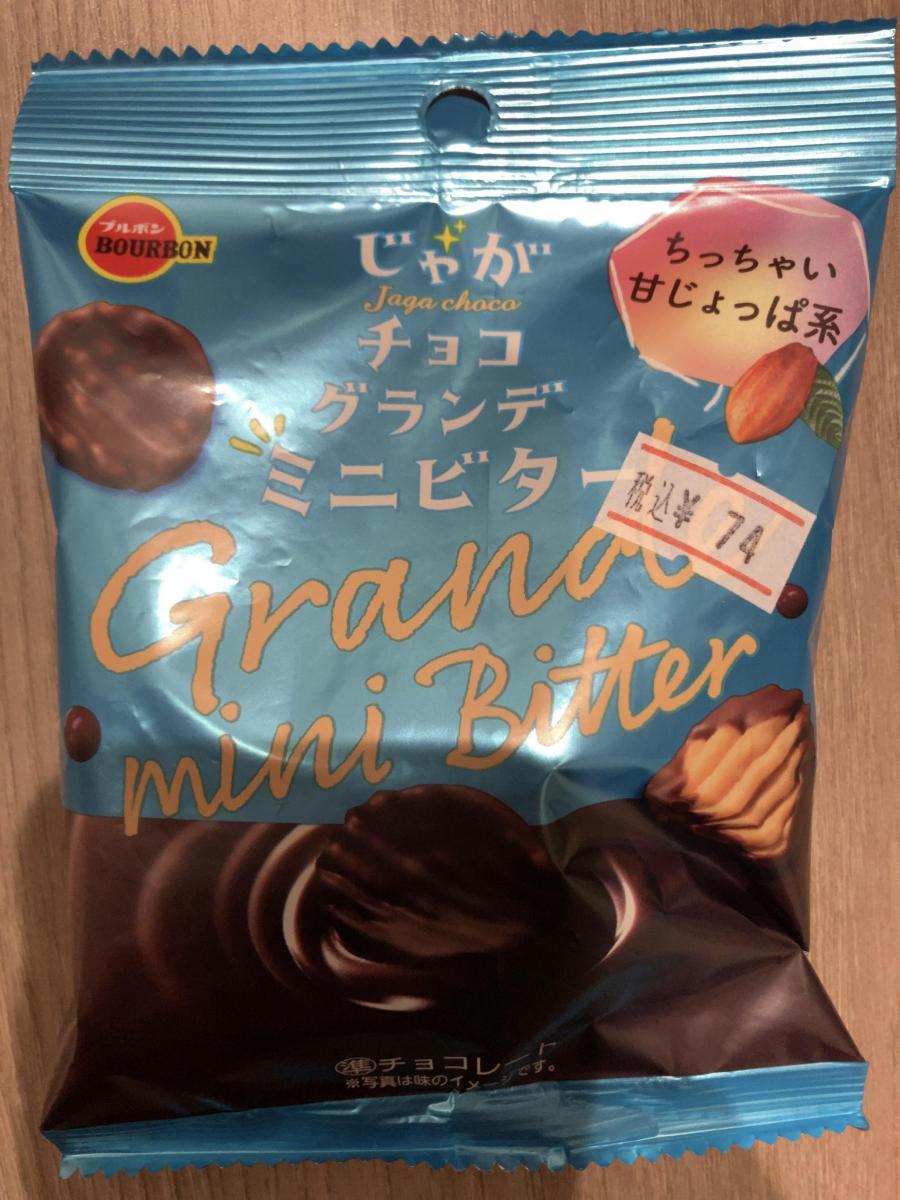 ブルボン
BOURBON
じゃが
Jaga choco
チョコ
グランデ
ミニビター
ちっちゃい
甘じょっぱ系
税込¥ 74
Grande
mini Bitter
準チョコレート
※写真は味のイメージです。